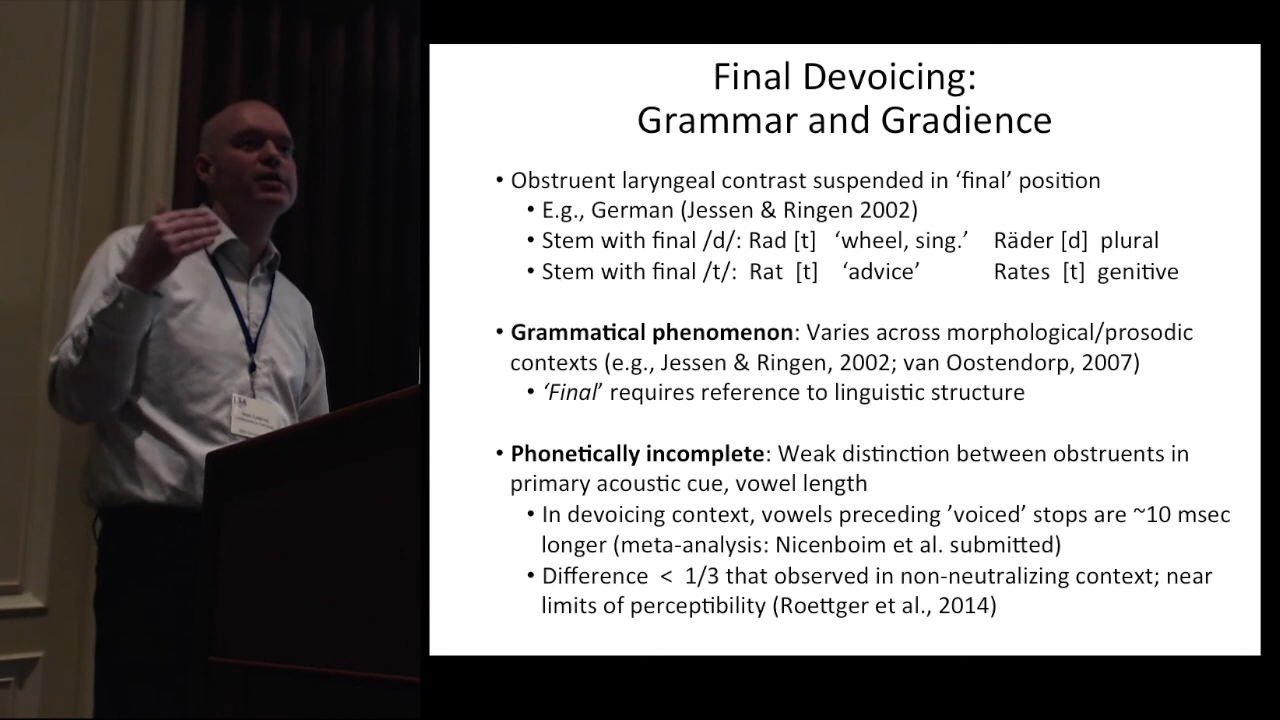 Final Devoicing:
Grammar and Gradience
• Obstruent laryngeal contrast suspended in ‘final’ position
• E.g., German (Jessen & Ringen 2002)
• Stem with final /d/: Rad [t] ‘wheel, sing.’ Räder [d] plural
• Stem with final /t/: Rat [t] ‘advice’ Rates [t] genitive
• Grammatical phenomenon: Varies across morphological/prosodic
contexts (e.g., Jessen & Ringen, 2002; van Oostendorp, 2007)
• ‘Final’ requires reference to linguistic structure
• Phonetically incomplete: Weak distinction between obstruents in
primary acoustic cue, vowel length
• In devoicing context, vowels preceding ’voiced’ stops are ~10 msec
longer (meta-analysis: Nicenboim et al. submitted)
• Difference < 1/3 that observed in non-neutralizing context; near
limits of perceptibility (Roettger et al., 2014)
LSA